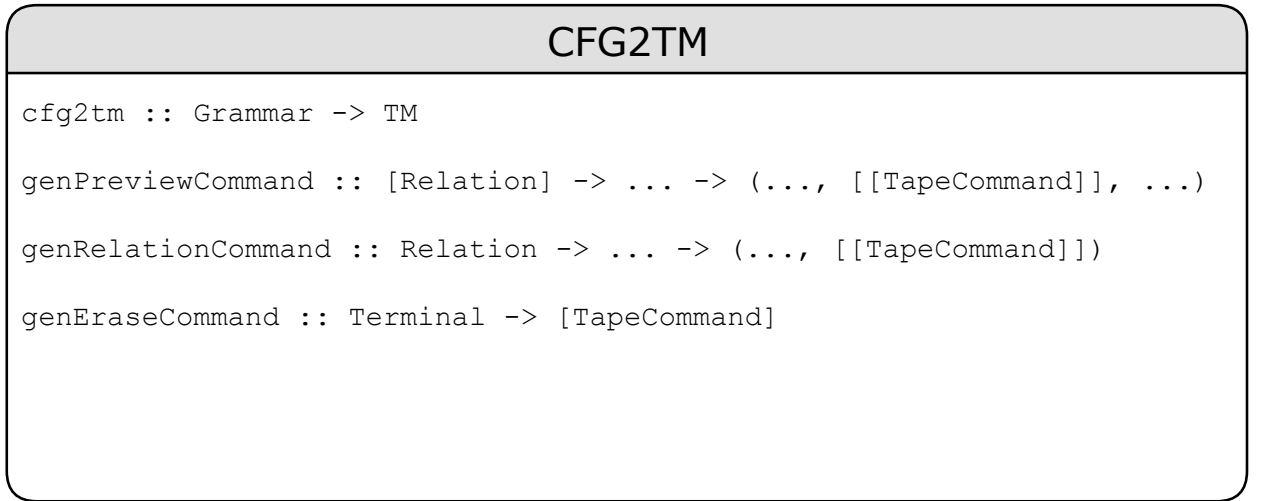 CFG2TM
cfg2tm :: Grammar -> TM
genPreviewCommand :: [Relation] -> ... -> (..., [[TapeCommand]], ...)
genRelationCommand :: Relation -> ... -> (..., [[TapeCommand]])
genEraseCommand :: Terminal -> [TapeCommand]